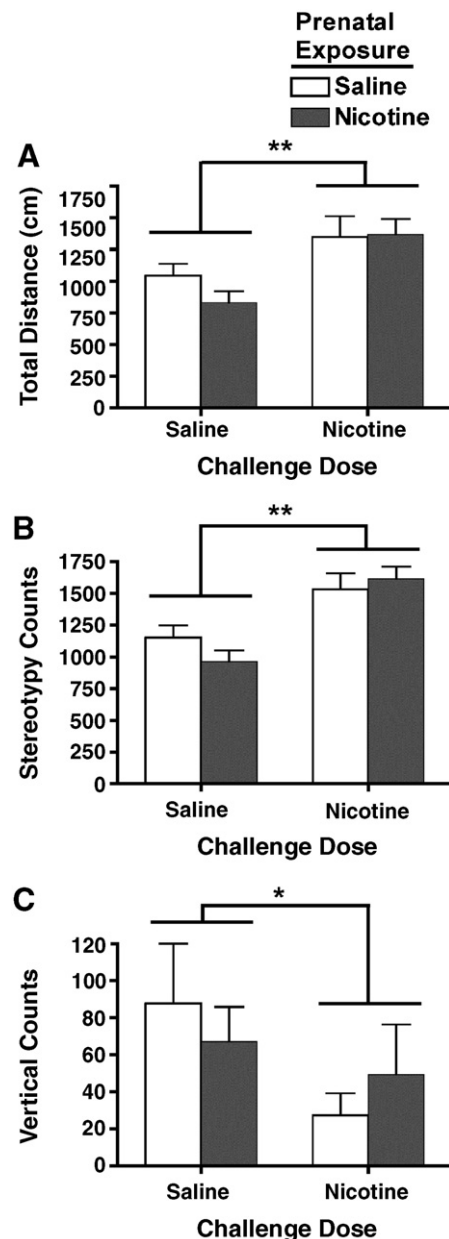 Prenatal
Exposure
Saline
Nicotine
A
**
Total Distance (cm)
1750
1500
1250
1000
750
500
250
0
Saline Nicotine
Challenge Dose
B
**
Stereotypy Counts
1750
1500
1250
1000
750
500
250
0
Saline Nicotine
Challenge Dose
C
*
Vertical Counts
120
100
80
60
40
20
0
Saline Nicotine
Challenge Dose